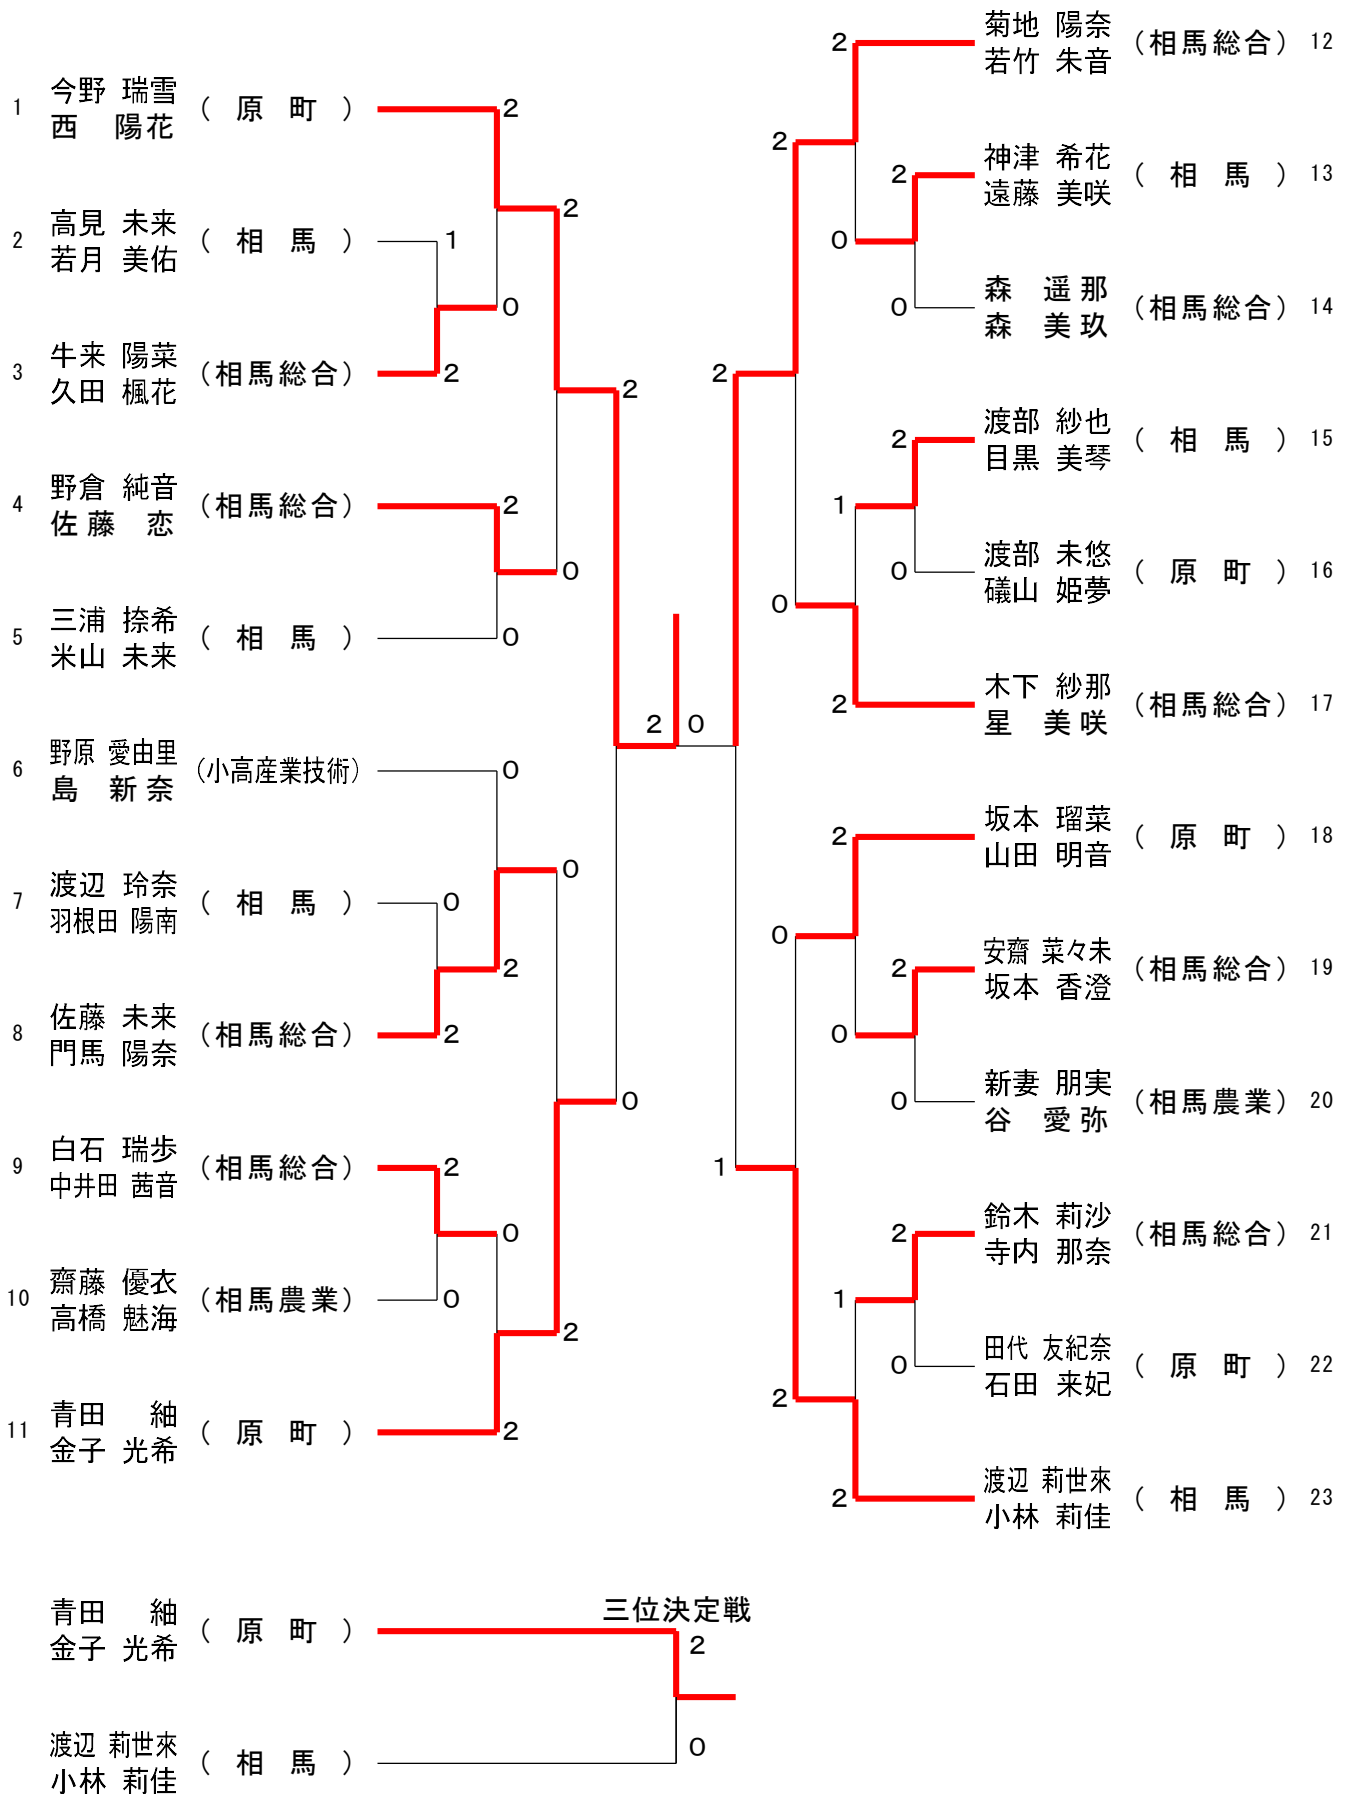 1 今野 瑞雪 西 陽花 ( 原 町 ) 2
2 高見 未来 若月 美佑 ( 相 馬 ) 1
3 牛来 陽菜 久田 楓花 (相馬総合) 2
0
2
4 野倉 純音 佐藤 恋 (相馬総合) 2
5 三浦 捺希 米山 未来 ( 相 馬 ) 0
0
2
6 野原 愛由里 島 新奈 (小高産業技術) 0
7 渡辺 玲奈 羽根田 陽南 ( 相 馬 ) 0
8 佐藤 未来 門馬 陽奈 (相馬総合) 2
2
0
9 白石 瑞歩 中井田 茜音 (相馬総合) 2
10 齋藤 優衣 高橋 魅海 (相馬農業) 0
0
11 青田 紬 金子 光希 ( 原 町 ) 2
2
0
2 0
2 菊地 陽奈 若竹 朱音 (相馬総合) 12
2 神津 希花 遠藤 美咲 ( 相 馬 ) 13
0 森 遥那 森 美玖 (相馬総合) 14
0
2
2 渡部 紗也 目黒 美琴 ( 相 馬 ) 15
0 渡部 未悠 礒山 姫夢 ( 原 町 ) 16
1
2 木下 紗那 星 美咲 (相馬総合) 17
0
2
2 坂本 瑠菜 山田 明音 ( 原 町 ) 18
2 安齋 菜々未 坂本 香澄 (相馬総合) 19
0 新妻 朋実 谷 愛弥 (相馬農業) 20
0
0
2 鈴木 莉沙 寺内 那奈 (相馬総合) 21
0 田代 友紀奈 石田 来妃 ( 原 町 ) 22
1
2 渡辺 莉世來 小林 莉佳 ( 相 馬 ) 23
2
1
三位決定戦
青田 紬 金子 光希 ( 原 町 ) 2
渡辺 莉世來 小林 莉佳 ( 相 馬 ) 0